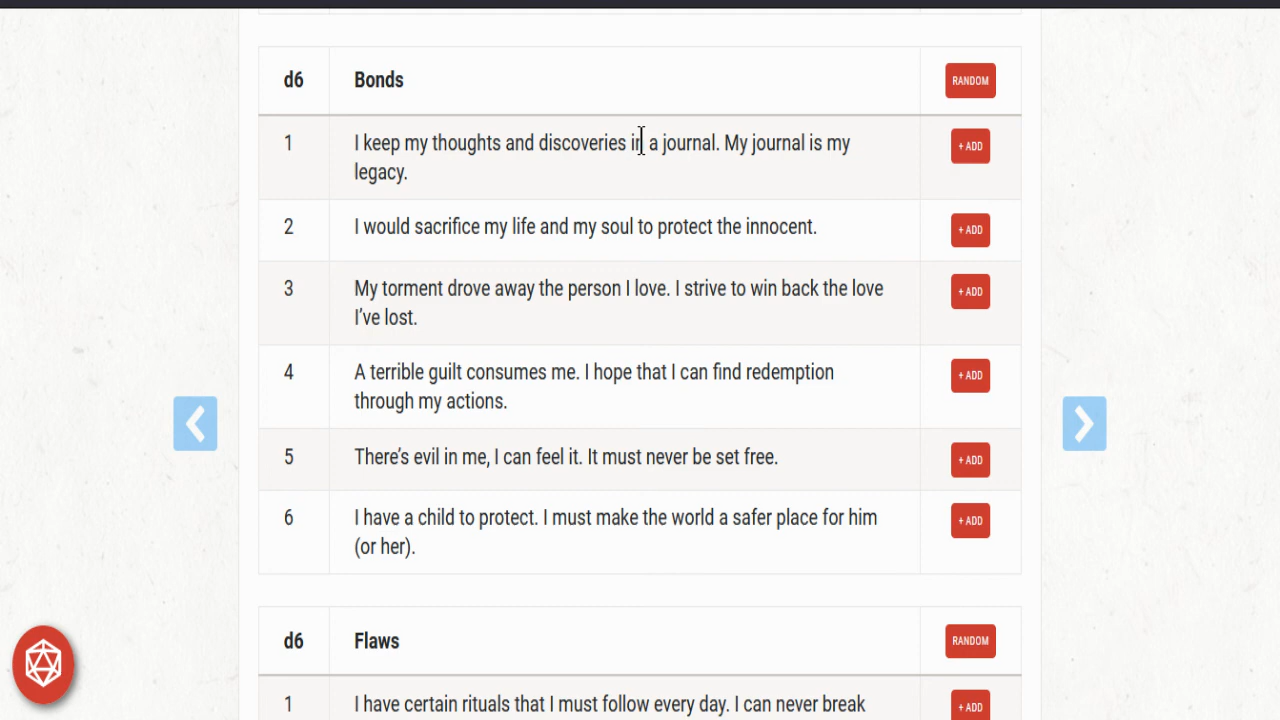 d6 Bonds RANDOM
1 I keep my thoughts and discoveries in a journal. My journal is my + ADD
legacy.
2 I would sacrifice my life and my soul to protect the innocent. + ADD
3 My torment drove away the person I love. I strive to win back the love + ADD
I’ve lost.
4 A terrible guilt consumes me. I hope that I can find redemption + ADD
through my actions.
5 There’s evil in me, I can feel it. It must never be set free. + ADD
6 I have a child to protect. I must make the world a safer place for him + ADD
(or her).
d6 Flaws RANDOM
1 I have certain rituals that I must follow every day. I can never break + ADD